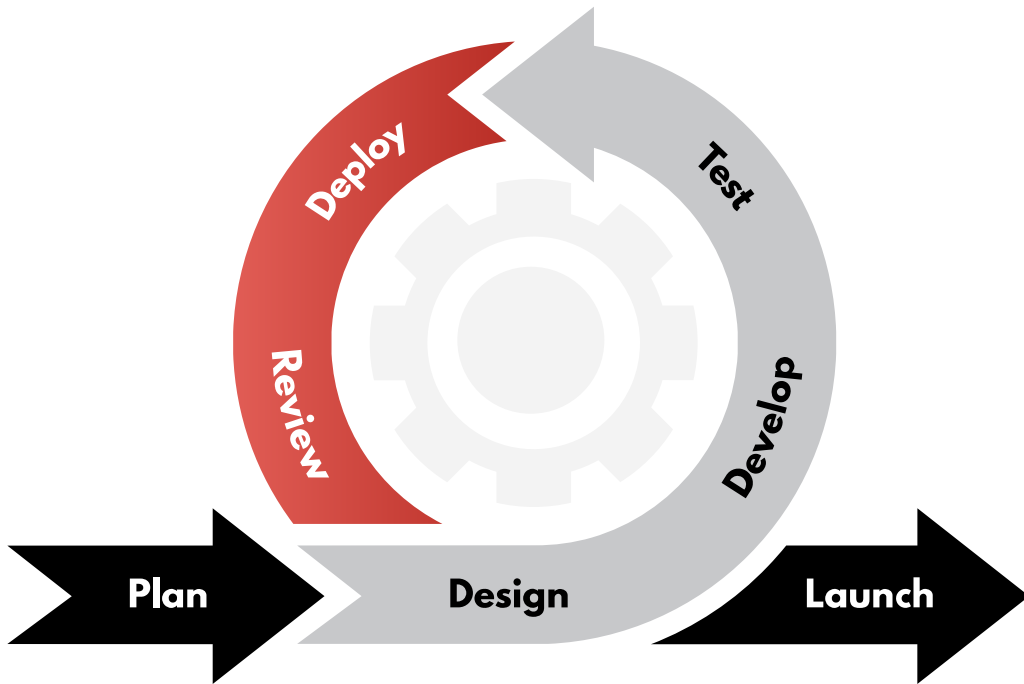 Plan
Design
Develop
Test
Deploy
Review
Launch